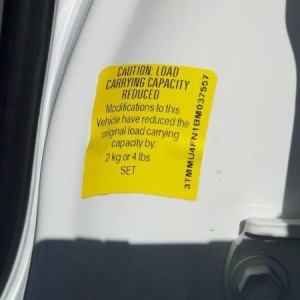 CAUTION: LOAD
CARRYING CAPACITY
REDUCED
Modifications to this
Vehicle have reduced the
original load carrying
capacity by:
2 kg or 4 lbs
SET
3TMMU4FN1BM037557